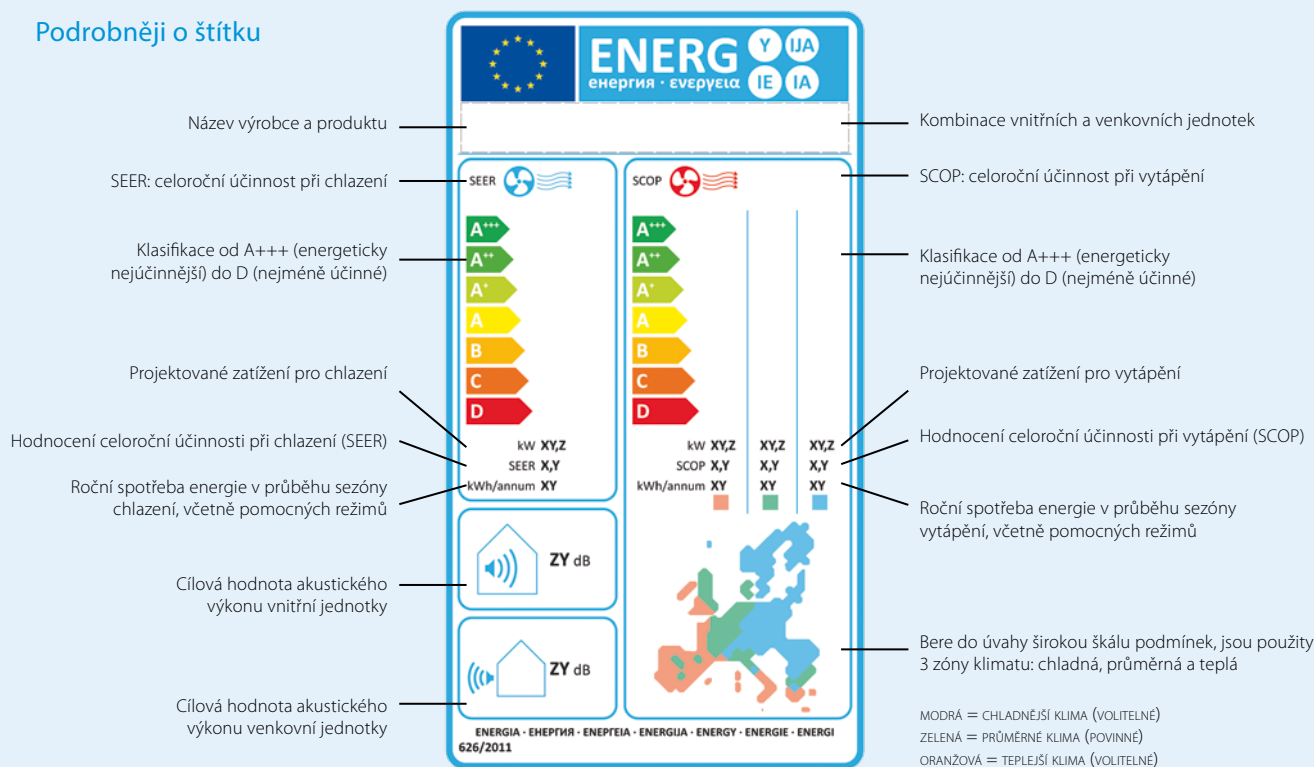 Podrobněji o štítku
ENERG
енергия · ενεργεια
Y
IJA
IE
IA
Název výrobce a produktu
Kombinace vnitřních a venkovních jednotek
SEER: celoroční účinnost při chlazení
SEER
SCOP
SCOP: celoroční účinnost při vytápění
Klasifikace od A+++ (energeticky
nejúčinnější) do D (nejméně účinné)
A+++
A++
A+
A
B
C
D
A+++
A++
A+
A
B
C
D
Klasifikace od A+++ (energeticky
nejúčinnější) do D (nejméně účinné)
Projektované zatížení pro chlazení
Hodnocení celoroční účinnosti při chlazení (SEER)
Roční spotřeba energie v průběhu sezóny
chlazení, včetně pomocných režimů
kW XY,Z
SEER X,Y
kWh/annum XY
kW XY,Z XY,Z XY,Z
SCOP X,Y X,Y X,Y
kWh/annum XY XY XY
Projektované zatížení pro vytápění
Hodnocení celoroční účinnosti při vytápění (SCOP)
Roční spotřeba energie v průběhu sezóny
vytápění, včetně pomocných režimů
Cílová hodnota akustického
výkonu vnitřní jednotky
ZY dB
Cílová hodnota akustického
výkonu venkovní jednotky
ZY dB
Bere do úvahy širokou škálu podmínek, jsou použity
3 zóny klimatu: chladná, průměrná a teplá
MODRÁ = CHLADNĚJŠÍ KLIMA (VOLITELNÉ)
ZELENÁ = PRŮMĚRNÉ KLIMA (POVINNÉ)
ORANŽOVÁ = TEPLEJŠÍ KLIMA (VOLITELNÉ)
ENERGIA · ЕНЕРГИЯ · ΕΝΕΡΓΕΙΑ · ENERGIJA · ENERGY · ENERGIE · ENERGI
626/2011